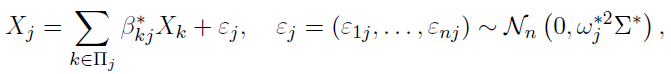 $X_j = \sum_{k \in \Pi_j} \beta^*_{kj} X_k + \varepsilon_j, \quad \varepsilon_j = (\varepsilon_{1j}, \ldots, \varepsilon_{nj}) \sim \mathcal{N}_n \left( 0, \omega_j^{*2} \Sigma^* \right),$